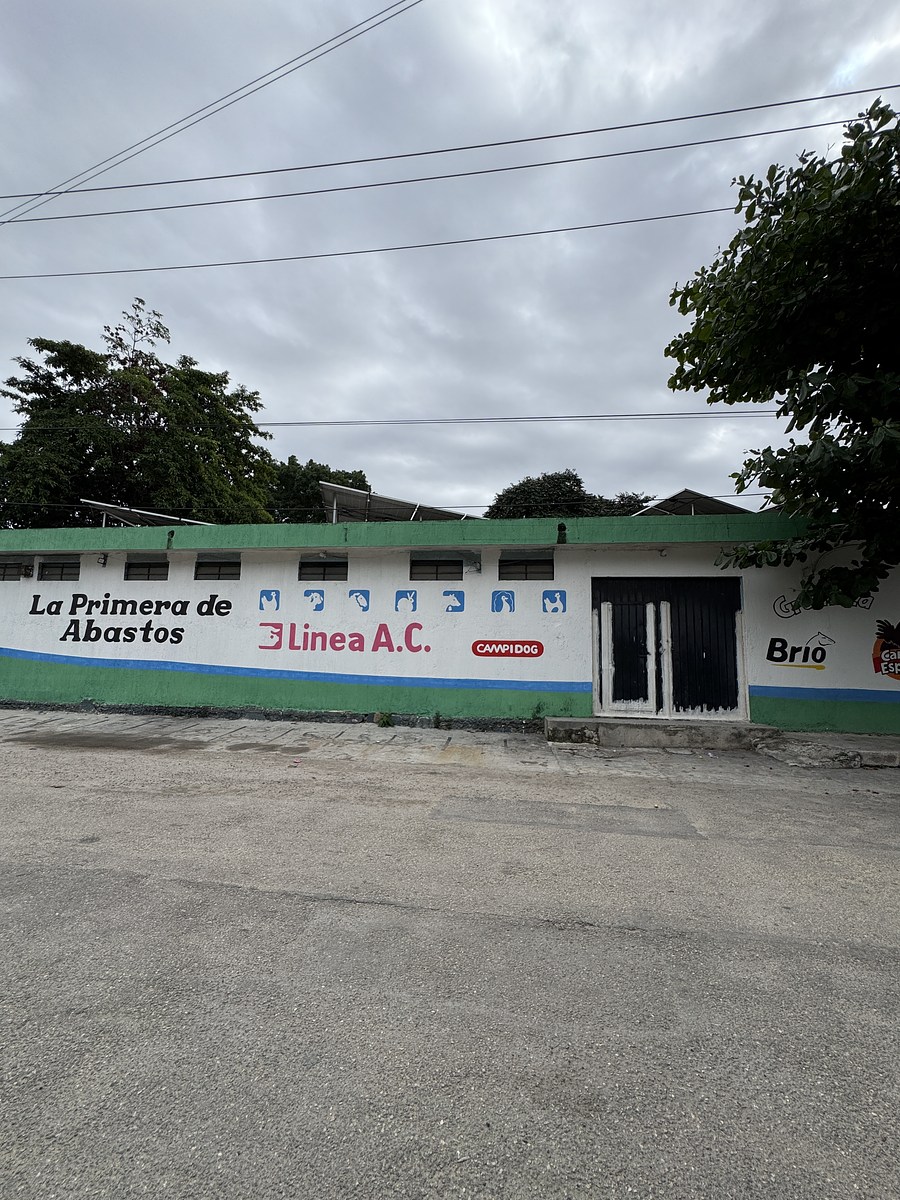 La Primera de
Abastos
Linea A.C.
CAMPIDOG
Brio